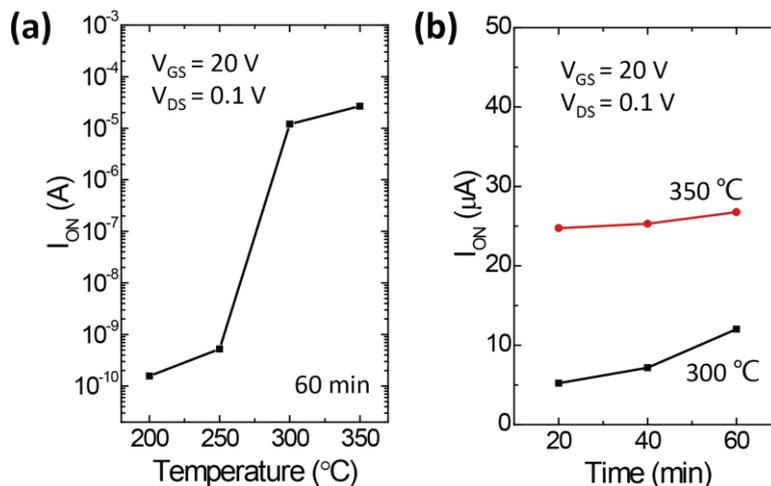 (a)
V_GS = 20 V
V_DS = 0.1 V
60 min
I_ON (A)
10^-3
10^-4
10^-5
10^-6
10^-7
10^-8
10^-9
10^-10
200 250 300 350
Temperature (°C)
(b)
V_GS = 20 V
V_DS = 0.1 V
350 ℃
300 ℃
I_ON (μA)
50
40
30
20
10
0
20 40 60
Time (min)